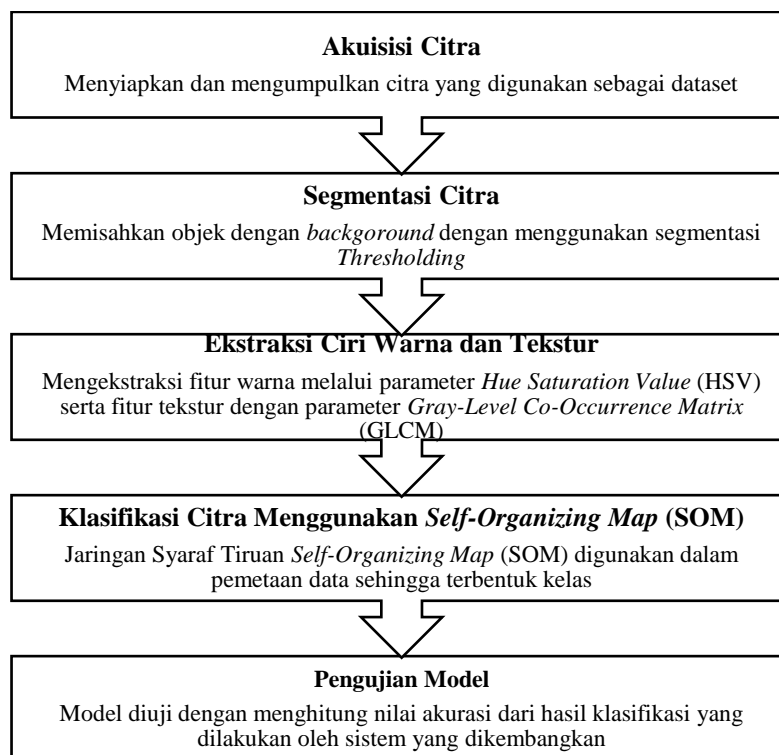 Akuisisi Citra
Menyiapkan dan mengumpulkan citra yang digunakan sebagai dataset
Segmentasi Citra
Memisahkan objek dengan backgoround dengan menggunakan segmentasi
Thresholding
Ekstraksi Ciri Warna dan Tekstur
Mengekstraksi fitur warna melalui parameter Hue Saturation Value (HSV)
serta fitur tekstur dengan parameter Gray-Level Co-Occurrence Matrix
(GLCM)
Klasifikasi Citra Menggunakan Self-Organizing Map (SOM)
Jaringan Syaraf Tiruan Self-Organizing Map (SOM) digunakan dalam
pemetaan data sehingga terbentuk kelas
Pengujian Model
Model diuji dengan menghitung nilai akurasi dari hasil klasifikasi yang
dilakukan oleh sistem yang dikembangkan